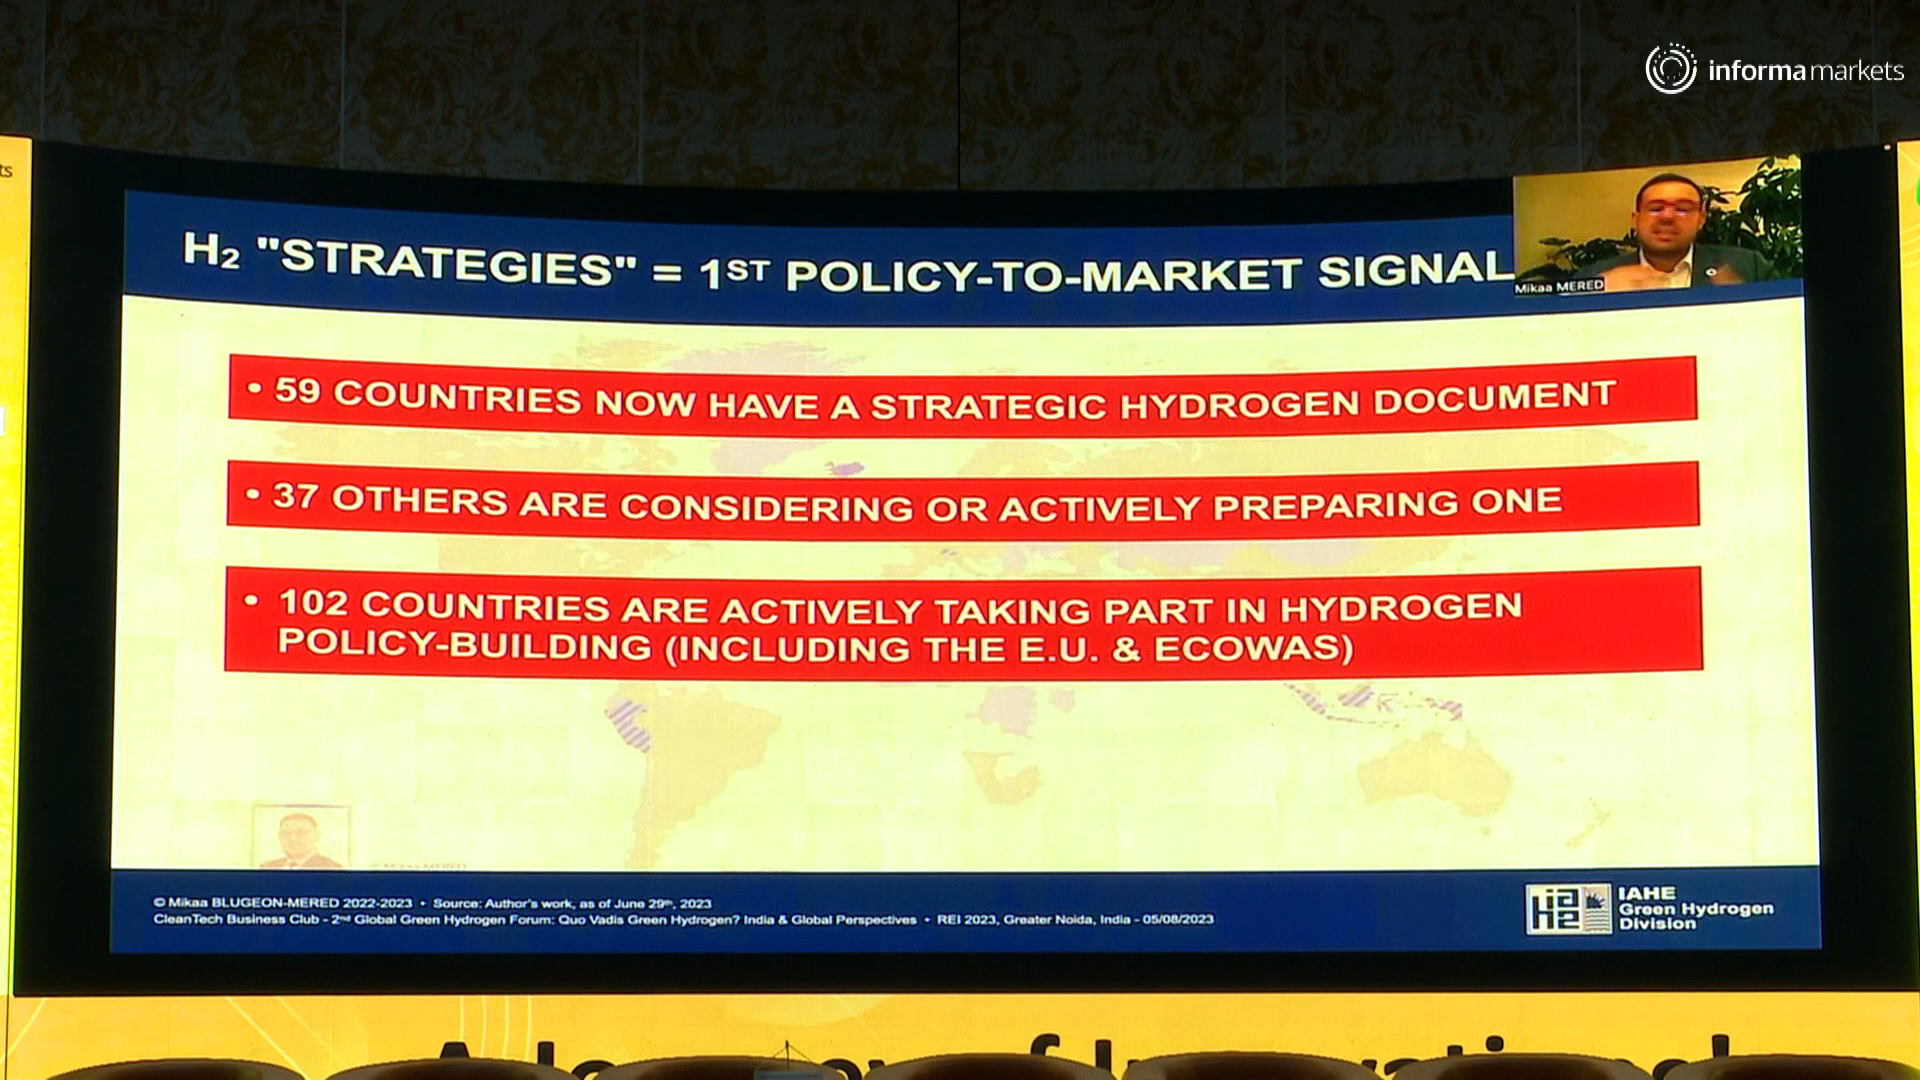 informa markets
ts
H₂ "STRATEGIES" = 1ST POLICY-TO-MARKET SIGNAL
Mikaa MERED
• 59 COUNTRIES NOW HAVE A STRATEGIC HYDROGEN DOCUMENT
• 37 OTHERS ARE CONSIDERING OR ACTIVELY PREPARING ONE
• 102 COUNTRIES ARE ACTIVELY TAKING PART IN HYDROGEN
POLICY-BUILDING (INCLUDING THE E.U. & ECOWAS)
© Mikaa MERED
© Mikaa BLUGEON-MERED 2022-2023 • Source: Author's work, as of June 29th, 2023
CleanTech Business Club - 2nd Global Green Hydrogen Forum: Quo Vadis Green Hydrogen? India & Global Perspectives • REI 2023, Greater Noida, India - 05/08/2023
IAHE
Green Hydrogen
Division